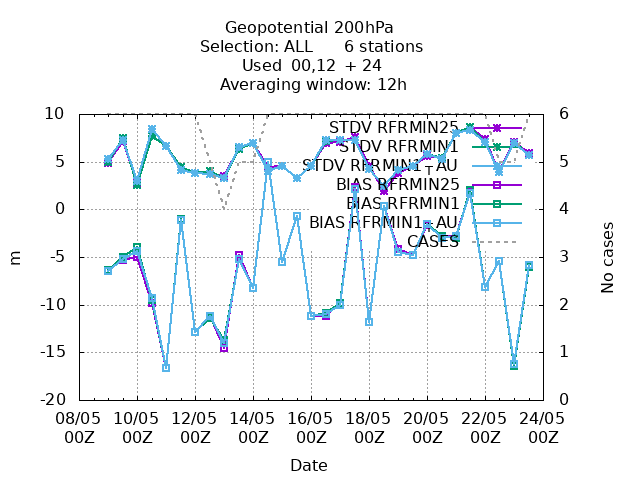 Geopotential 200hPa
Selection: ALL 6 stations
Used 00,12 + 24
Averaging window: 12h
10
5
0
-5
-10
-15
-20
m
6
5
4
3
2
1
0
No cases
STDV RFRMIN25
STDV RFRMIN1
STDV RFRMIN1_TAU
BIAS RFRMIN25
BIAS RFRMIN1
BIAS RFRMIN1_TAU
CASES
08/05 10/05 12/05 14/05 16/05 18/05 20/05 22/05 24/05
00Z 00Z 00Z 00Z 00Z 00Z 00Z 00Z 00Z
Date